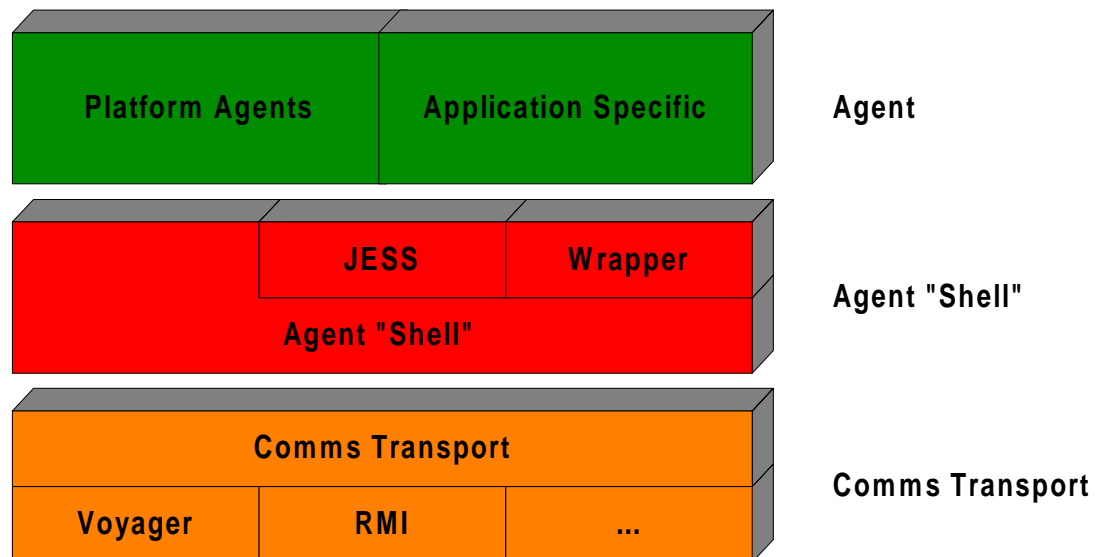 Platform Agents
Application Specific
Agent
JESS
Wrapper
Agent "Shell"
Agent "Shell"
Comms Transport
Comms Transport
Voyager
RMI
...